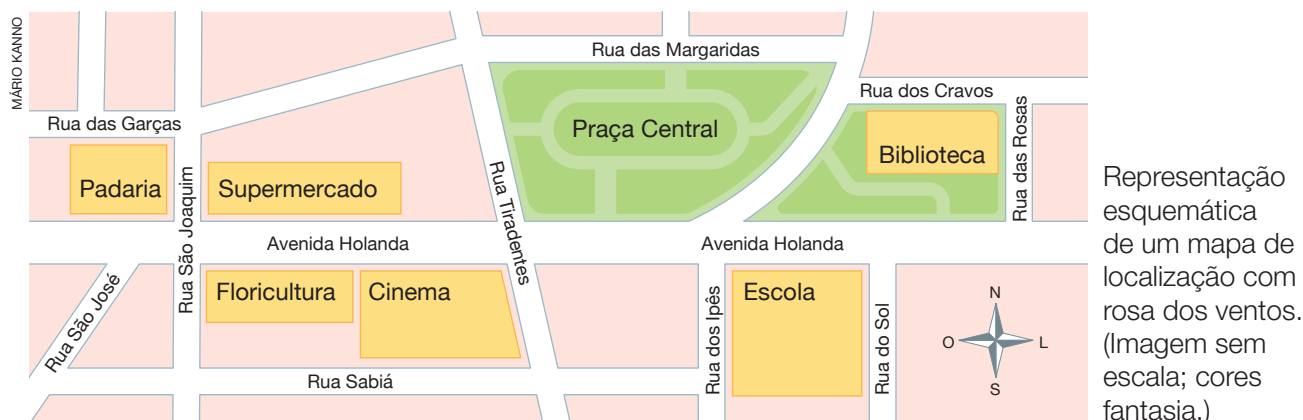 MÁRIO KANNO
Rua das Margaridas
Rua dos Cravos
Rua das Garças
Praça Central
Biblioteca
Rua das Rosas
Padaria
Rua São Joaquim
Supermercado
Rua Tiradentes
Avenida Holanda
Avenida Holanda
Rua São José
Floricultura
Cinema
Rua dos Ipês
Escola
Rua do Sol
Rua Sabiá
N
O
L
S
Representação
esquemática
de um mapa de
localização com
rosa dos ventos.
(Imagem sem
escala; cores
fantasia.)